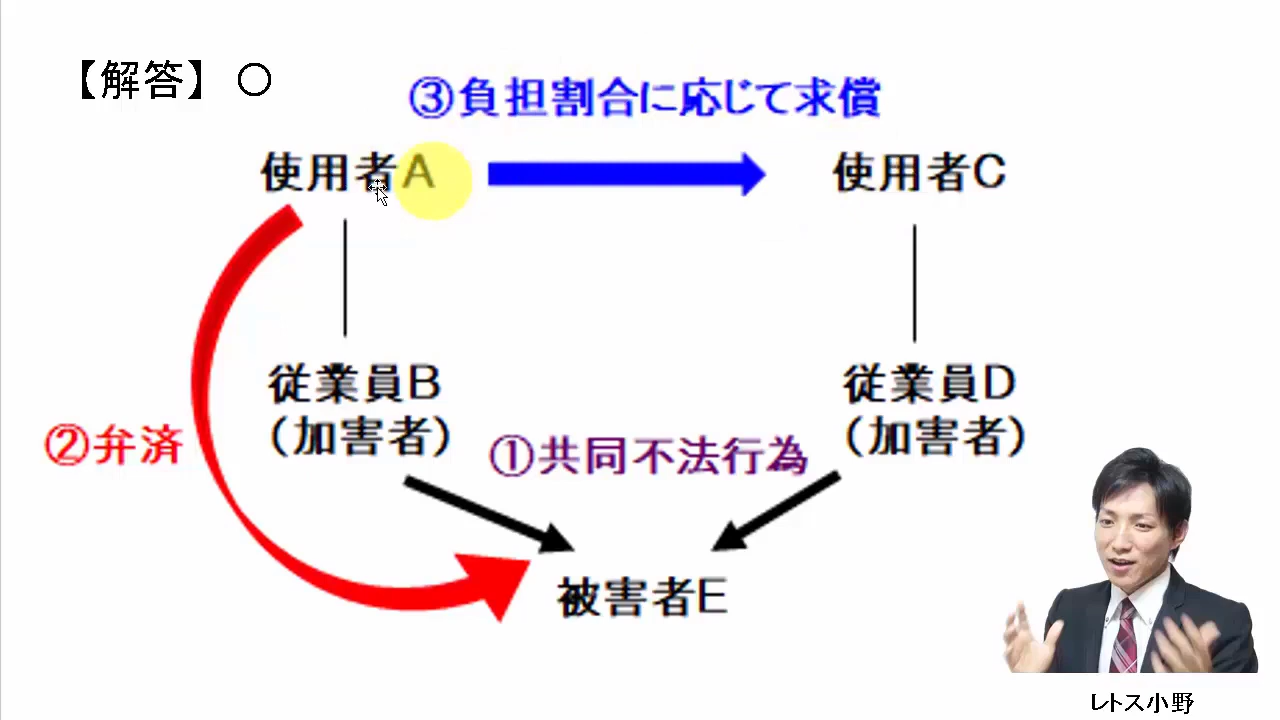 【解答】 ○
③負担割合に応じて求償
使用者A
使用者C
従業員B
(加害者)
従業員D
(加害者)
②弁済
①共同不法行為
被害者E
レトス小野